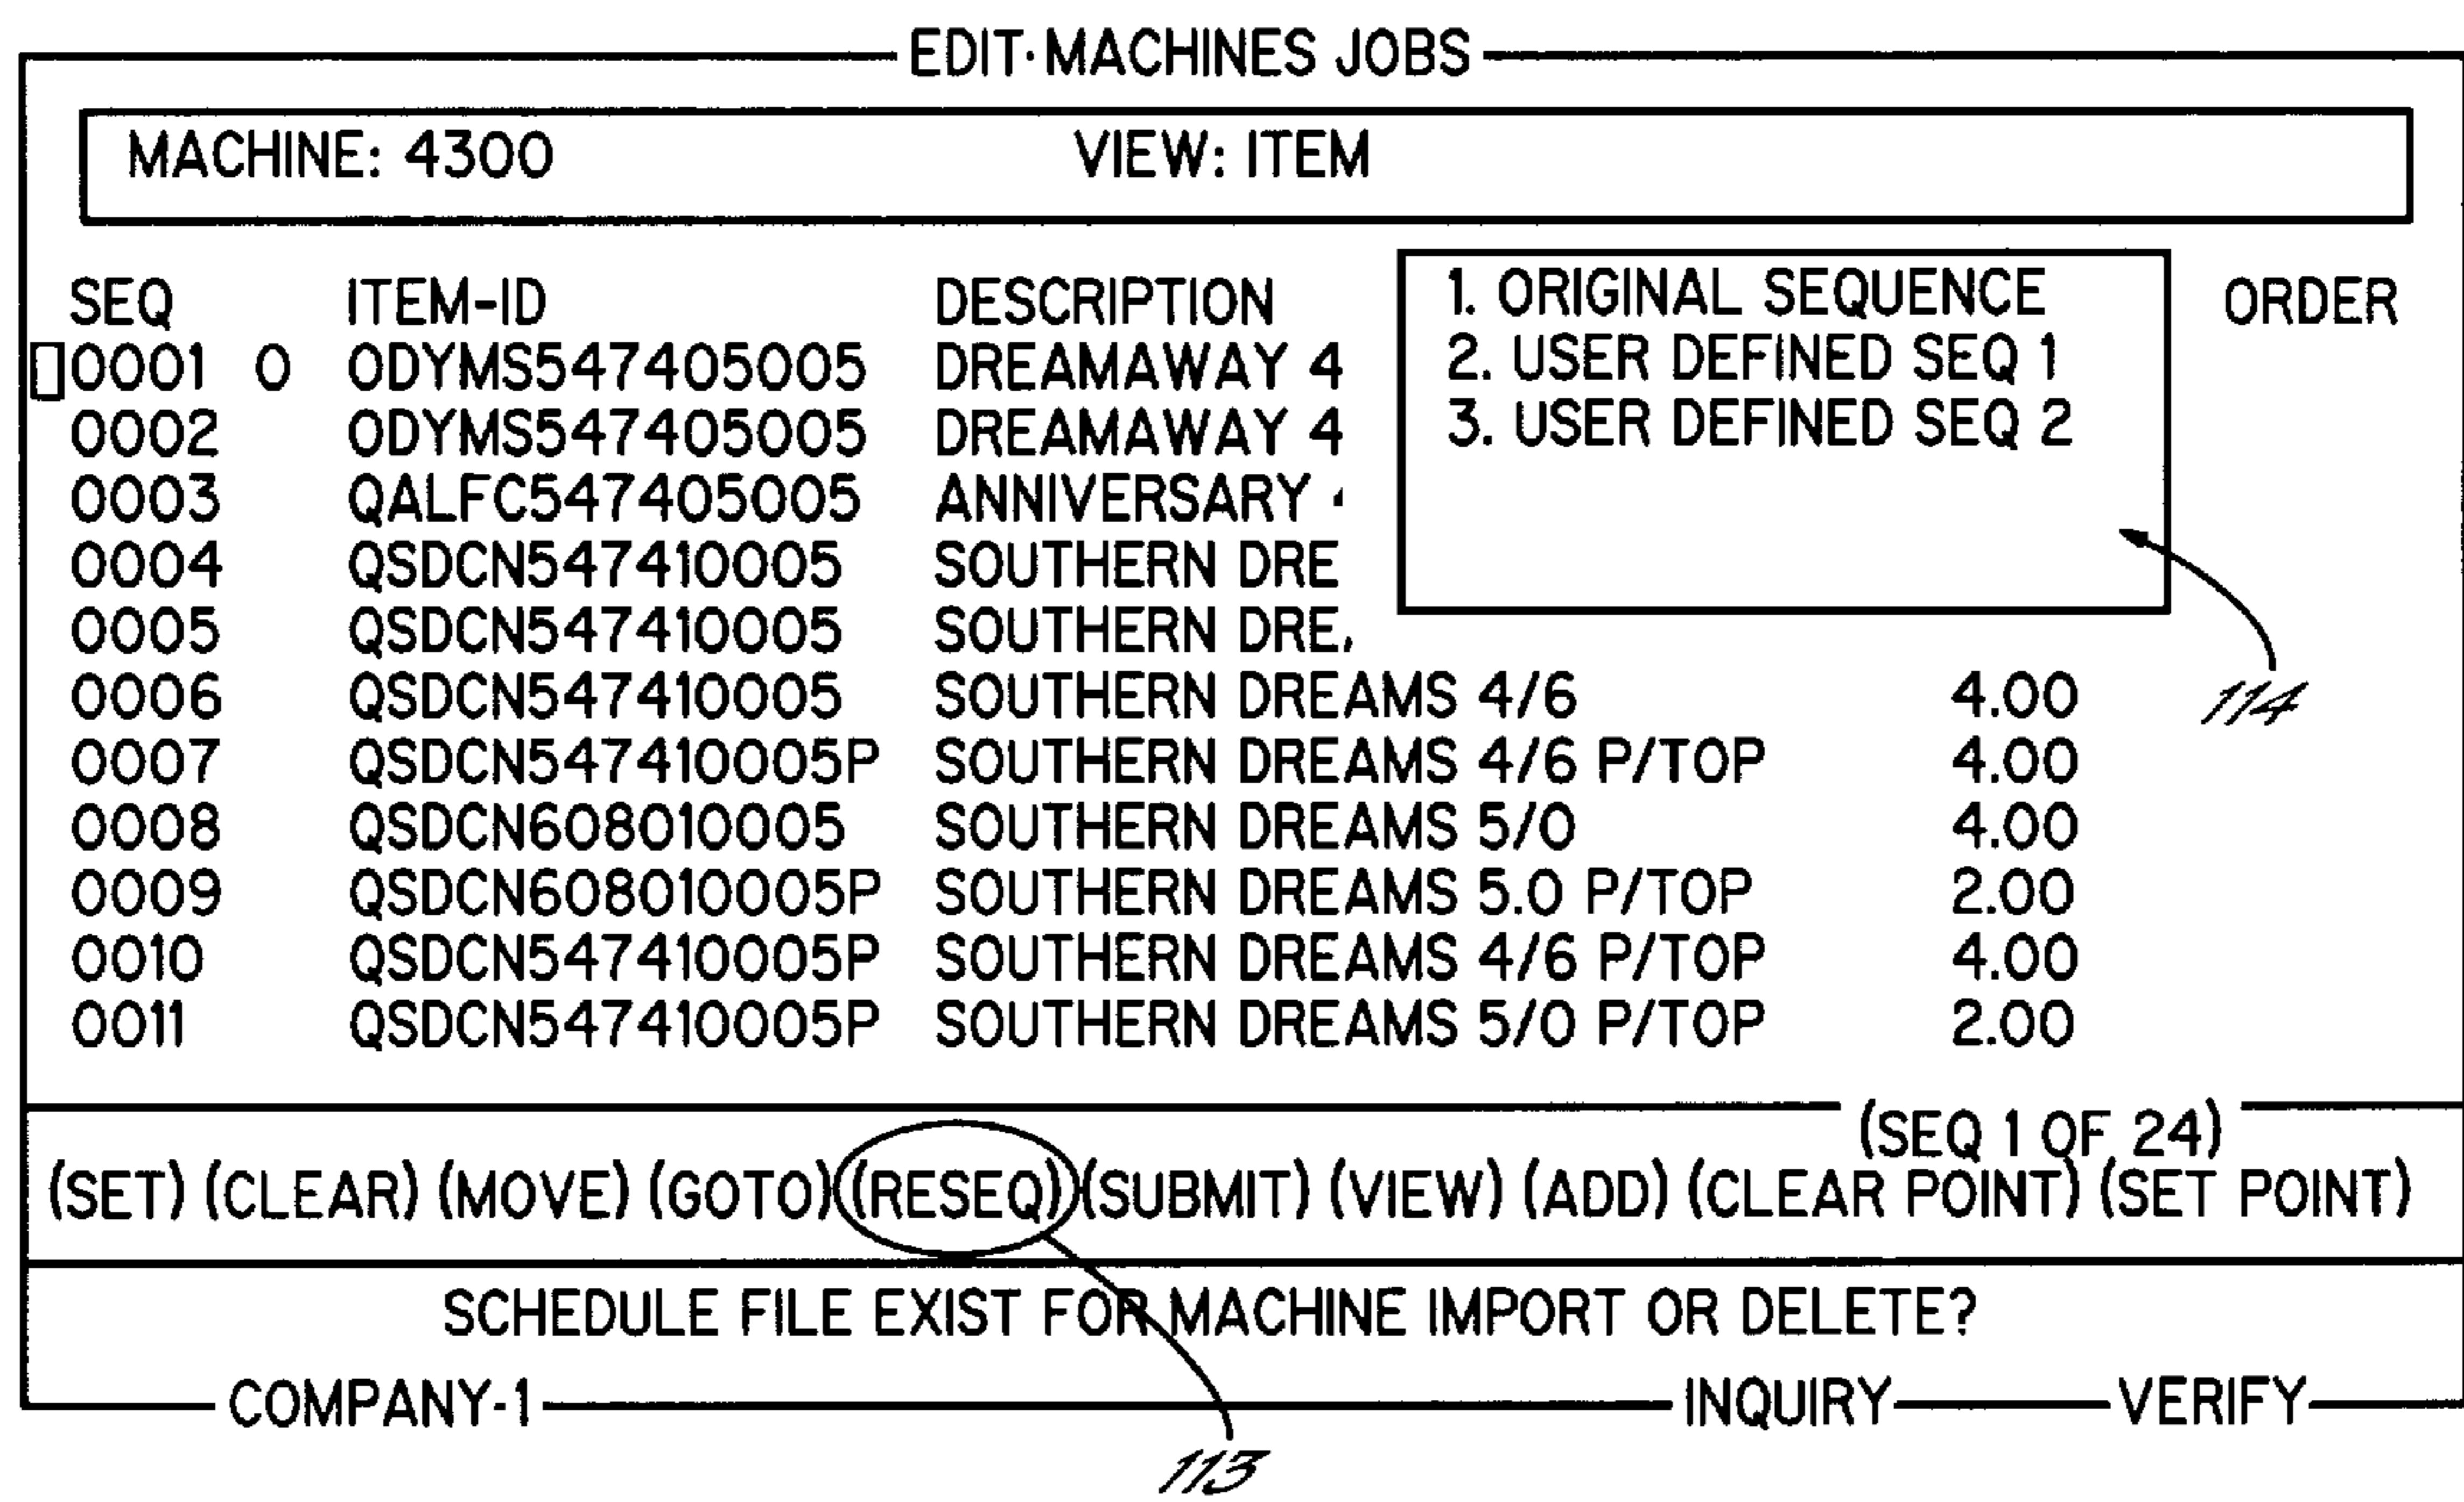 EDIT·MACHINES JOBS
MACHINE: 4300 VIEW: ITEM
SEQ ITEM-ID DESCRIPTION ORDER
1. ORIGINAL SEQUENCE
2. USER DEFINED SEQ 1
3. USER DEFINED SEQ 2
0001 O ODYMS547405005 DREAMAWAY 4
0002 ODYMS547405005 DREAMAWAY 4
0003 QALFC547405005 ANNIVERSARY
0004 QSDCN547410005 SOUTHERN DRE
0005 QSDCN547410005 SOUTHERN DRE
114
0006 QSDCN547410005 SOUTHERN DREAMS 4/6 4.00
0007 QSDCN547410005P SOUTHERN DREAMS 4/6 P/TOP 4.00
0008 QSDCN608010005 SOUTHERN DREAMS 5/0 4.00
0009 QSDCN608010005P SOUTHERN DREAMS 5.0 P/TOP 2.00
0010 QSDCN547410005P SOUTHERN DREAMS 4/6 P/TOP 4.00
0011 QSDCN547410005P SOUTHERN DREAMS 5/0 P/TOP 2.00
(SEQ 1 OF 24)
(SET) (CLEAR) (MOVE) (GOTO) (RESEQ) (SUBMIT) (VIEW) (ADD) (CLEAR POINT) (SET POINT)
SCHEDULE FILE EXIST FOR MACHINE IMPORT OR DELETE?
COMPANY-1 INQUIRY VERIFY
113